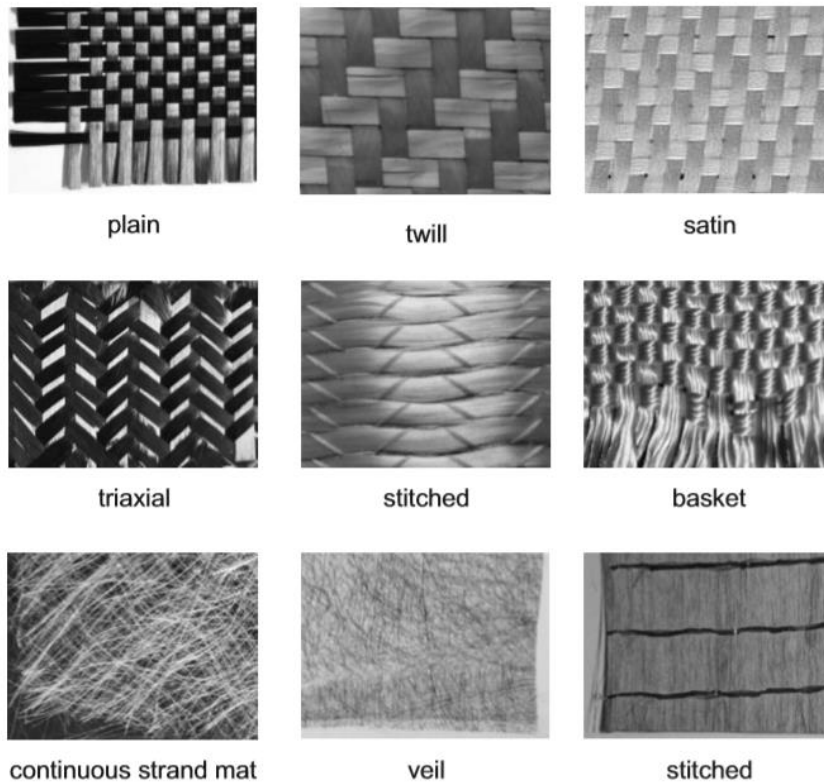 plain
twill
satin
triaxial
stitched
basket
continuous strand mat
veil
stitched